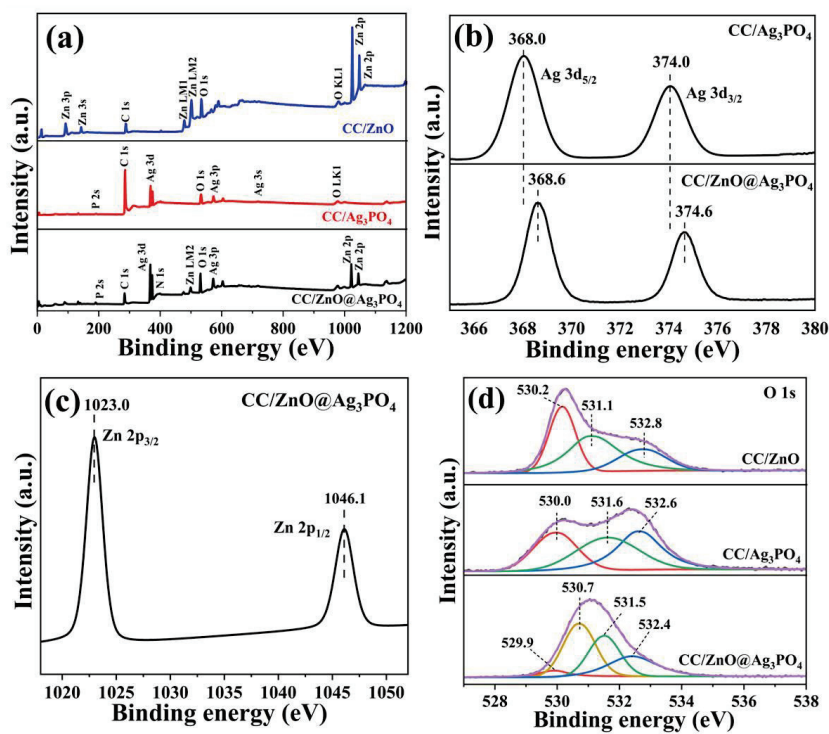 (a)
Zn 3p
Zn 3s
C 1s
Zn LM1
Zn LM2
O 1s
O KL1
Zn 2p
Zn 2p
CC/ZnO
P 2s
C 1s
Ag 3d
O 1s
Ag 3p
Ag 3s
O LK1
CC/Ag₃PO₄
P 2s
C 1s
Ag 3d
N 1s
Zn LM2
O 1s
Ag 3p
Zn 2p
Zn 2p
CC/ZnO@Ag₃PO₄
0 200 400 600 800 1000 1200
Binding energy (eV)
Intensity (a.u.)
(b)
CC/Ag₃PO₄
368.0
374.0
Ag 3d₅/₂
Ag 3d₃/₂
CC/ZnO@Ag₃PO₄
368.6
374.6
366 368 370 372 374 376 378 380
Binding energy (eV)
Intensity (a.u.)
(c)
1023.0
CC/ZnO@Ag₃PO₄
Zn 2p₃/₂
1046.1
Zn 2p₁/₂
1020 1025 1030 1035 1040 1045 1050
Binding energy (eV)
Intensity (a.u.)
(d)
O 1s
530.2
531.1
532.8
CC/ZnO
530.0
531.6
532.6
CC/Ag₃PO₄
529.9
530.7
531.5
532.4
CC/ZnO@Ag₃PO₄
528 530 532 534 536 538
Binding energy (eV)
Intensity (a.u.)